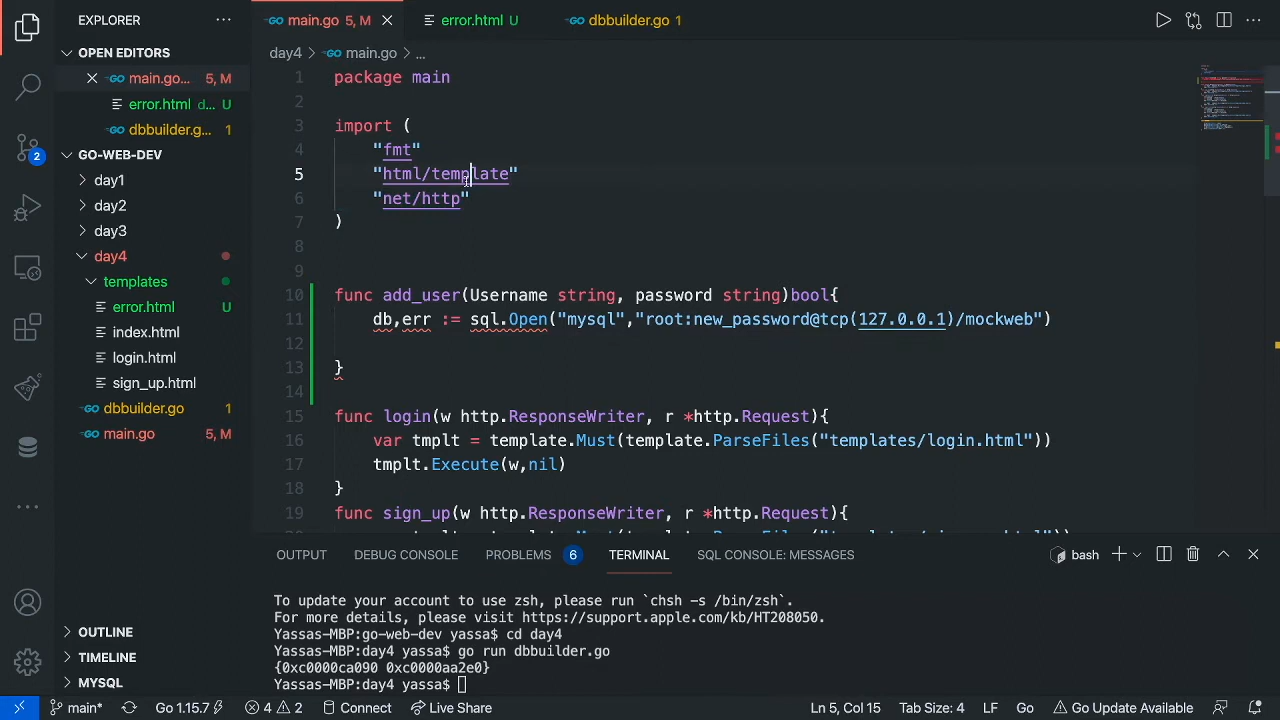 EXPLORER
···
main.go 5, M
error.html U
dbbuilder.go 1
OPEN EDITORS
main.go... 5, M
error.html d... U
dbbuilder.g... 1
GO-WEB-DEV
day1
day2
day3
day4
templates
error.html U
index.html
login.html
sign_up.html
dbbuilder.go 1
main.go 5, M
OUTLINE
TIMELINE
MYSQL
2
day4 > main.go > ...
1 package main
2
3 import (
4 "fmt"
5 "html/template"
6 "net/http"
7 )
8
9
10 func add_user(Username string, password string)bool{
11 db,err := sql.Open("mysql","root:new_password@tcp(127.0.0.1)/mockweb")
12
13 }
14
15 func login(w http.ResponseWriter, r *http.Request){
16 var tmplt = template.Must(template.ParseFiles("templates/login.html"))
17 tmplt.Execute(w,nil)
18 }
19 func sign_up(w http.ResponseWriter, r *http.Request){
OUTPUT DEBUG CONSOLE PROBLEMS 6 TERMINAL SQL CONSOLE: MESSAGES bash
To update your account to use zsh, please run `chsh -s /bin/zsh`.
For more details, please visit https://support.apple.com/kb/HT208050.
Yassas-MBP:go-web-dev yassa$ cd day4
Yassas-MBP:day4 yassa$ go run dbbuilder.go
{0xc0000ca090 0xc0000aa2e0}
Yassas-MBP:day4 yassa$
main* Go 1.15.7 4 2 Connect Live Share Ln 5, Col 15 Tab Size: 4 UTF-8 LF Go Go Update Available